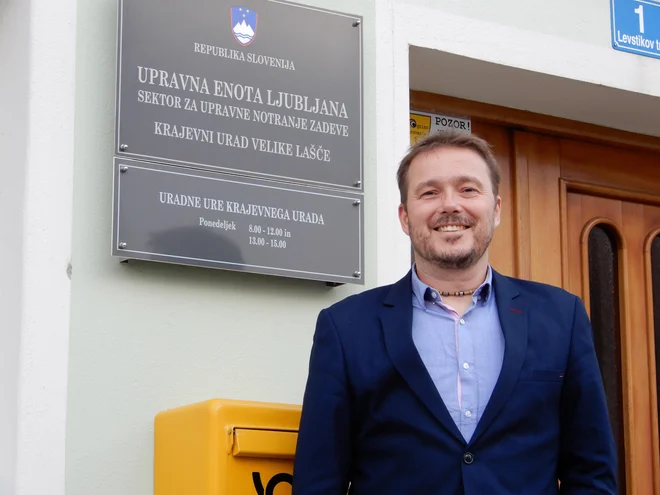 REPUBLIKA SLOVENIJA
UPRAVNA ENOTA LJUBLJANA
SEKTOR ZA UPRAVNE NOTRANJE ZADEVE
KRAJEVNI URAD VELIKE LAŠČE
URADNE URE KRAJEVNEGA URADA
Ponedeljek 8.00 - 12.00 in
13.00 - 15.00
1
Levstikov t
POZOR!